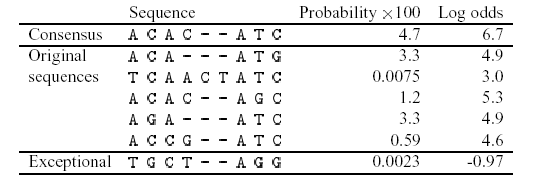 Sequence Probability ×100 Log odds
Consensus A C A C - - A T C 4.7 6.7
Original A C A - - - A T G 3.3 4.9
sequences T C A A C T A T C 0.0075 3.0
A C A C - - A G C 1.2 5.3
A G A - - - A T C 3.3 4.9
A C C G - - A T C 0.59 4.6
Exceptional T G C T - - A G G 0.0023 -0.97